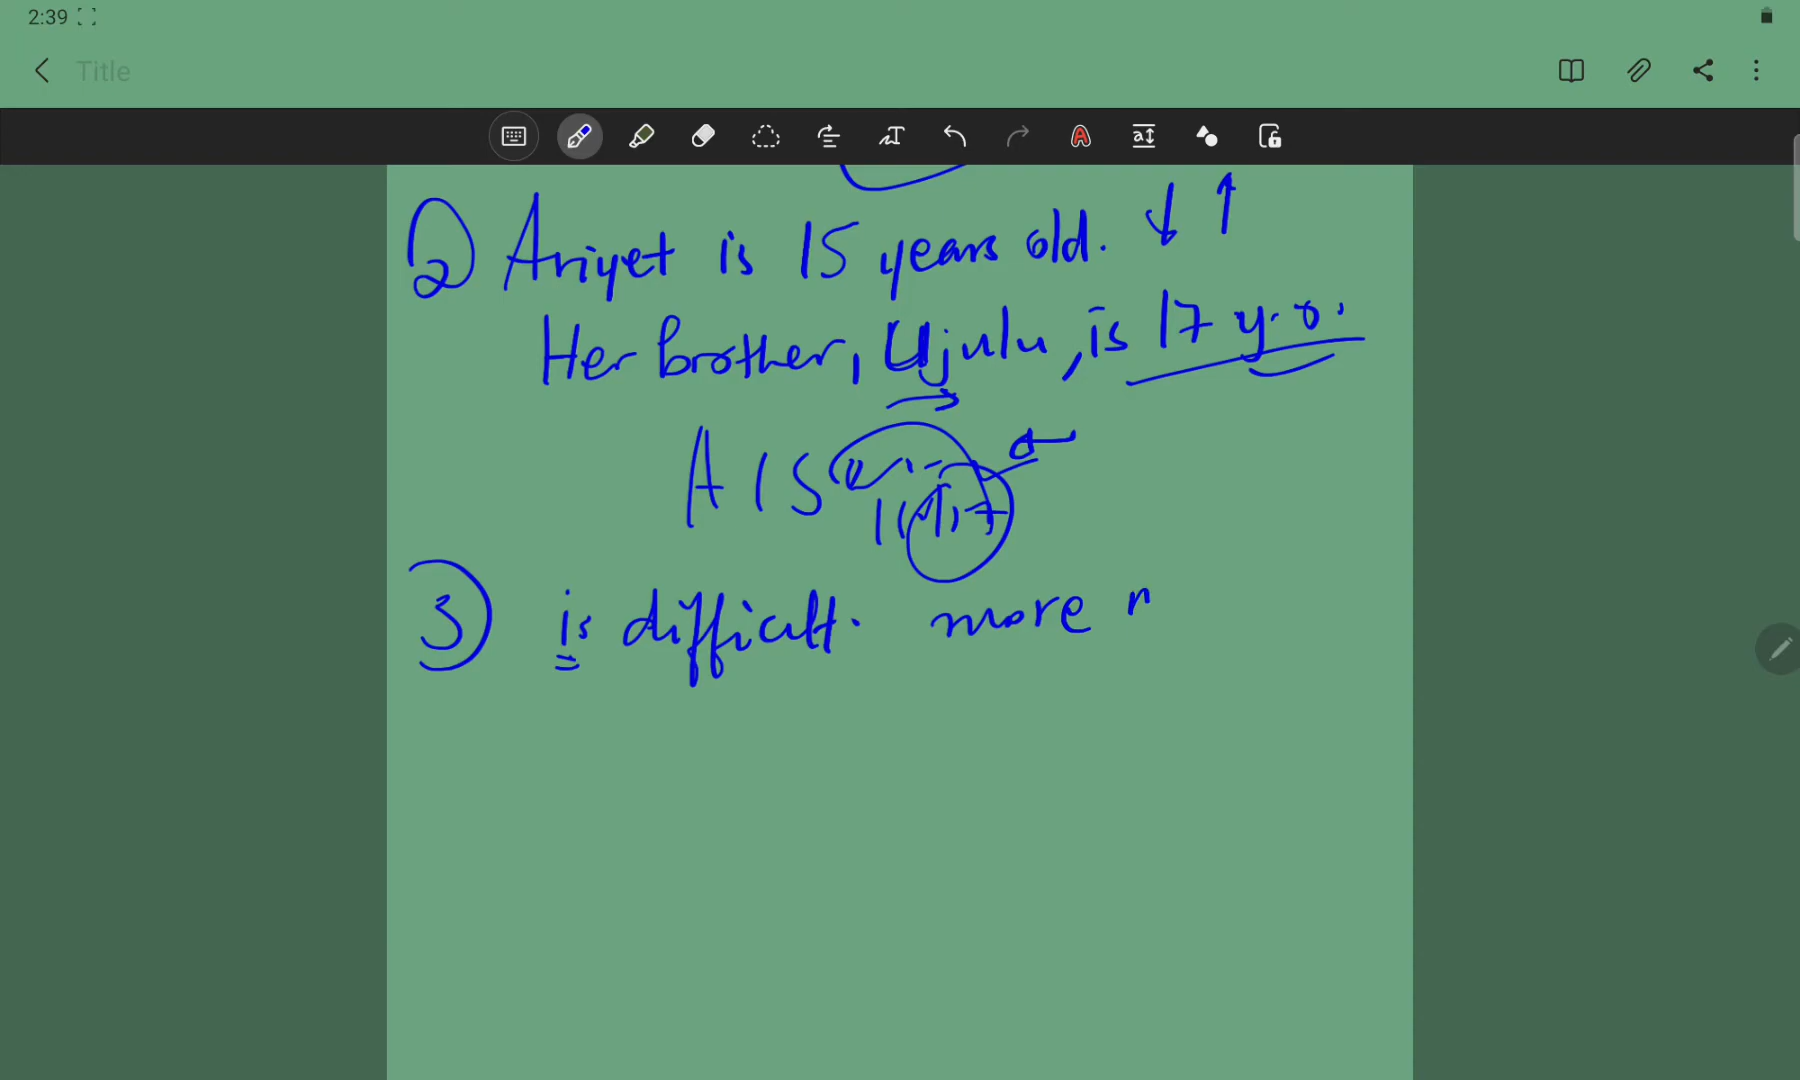 2:39
Title
2 Ariyet is 15 years old.
Her brother, Ujulu, is 17 y.o.
A 15
3 is difficult. more